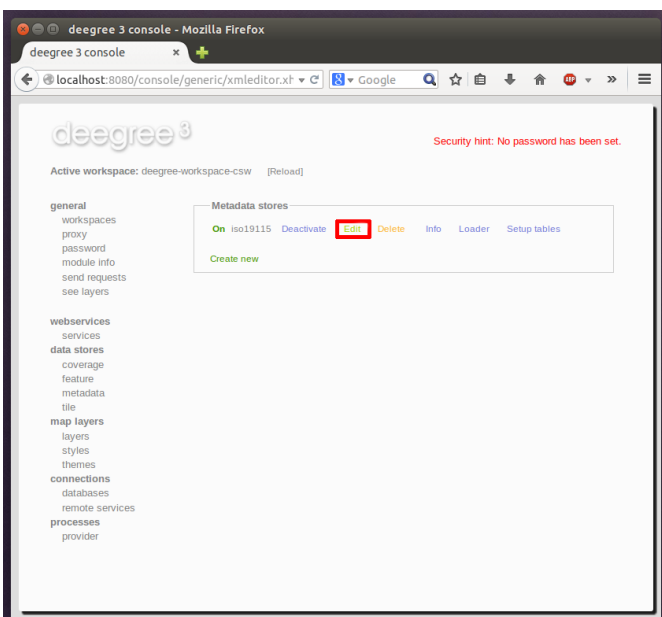 deegree 3 console - Mozilla Firefox
deegree 3 console
localhost:8080/console/generic/xmleditor.xh
Google
ABP
deegree 3
Security hint: No password has been set.
Active workspace: deegree-workspace-csw [Reload]
general
workspaces
proxy
password
module info
send requests
see layers
webservices
services
data stores
coverage
feature
metadata
tile
map layers
layers
styles
themes
connections
databases
remote services
processes
provider
Metadata stores
On iso19115 Deactivate Edit Delete Info Loader Setup tables
Create new